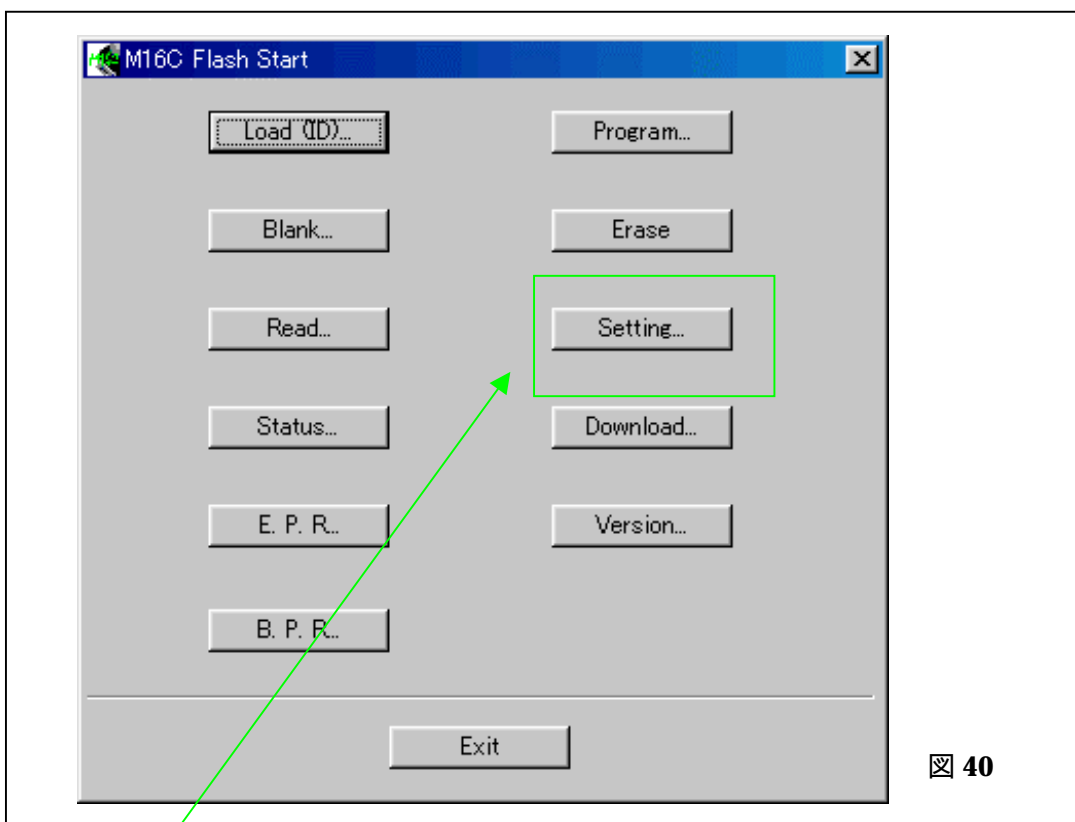 M16C Flash Start
Load (ID)...
Program...
Blank...
Erase
Read...
Setting...
Status...
Download...
E. P. R...
Version...
B. P. R...
Exit
図 40